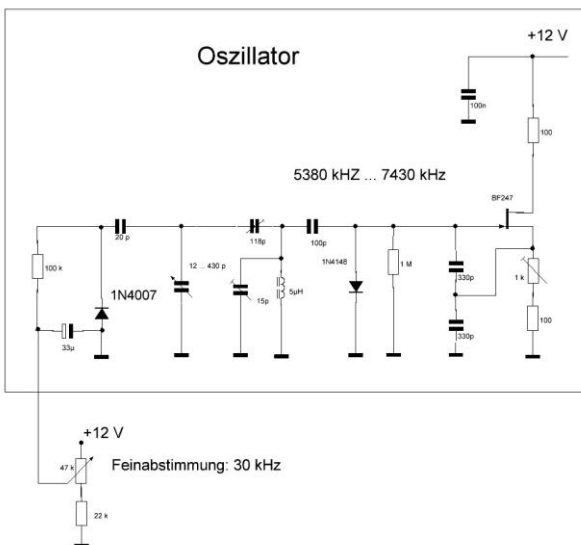 +12 V
Oszillator
100n
100
5380 kHZ ... 7430 kHz
BF247
20 p
118p
100p
12 ... 430 p
1N4148
1 M
330p
1 k
100 k
1N4007
15p
5µH
33µ
330p
100
+12 V
47 k
Feinabstimmung: 30 kHz
22 k